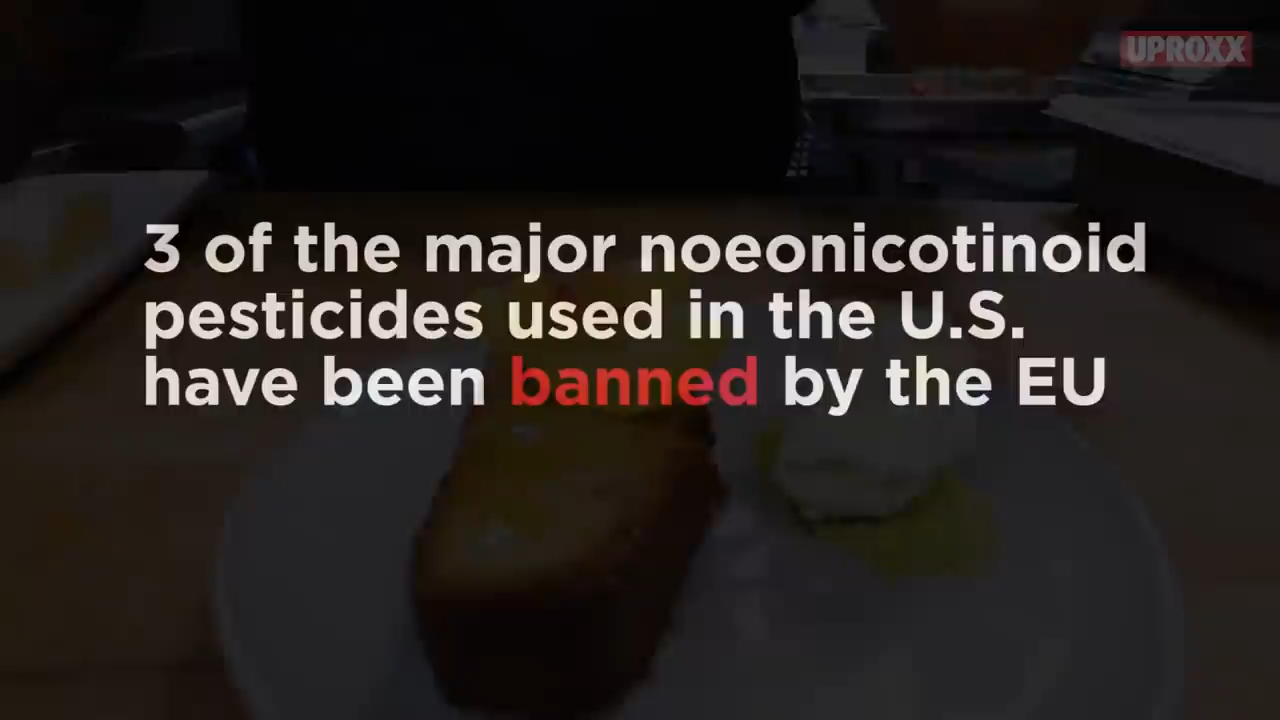 UPROXX
3 of the major noeonicotinoid
pesticides used in the U.S.
have been banned by the EU